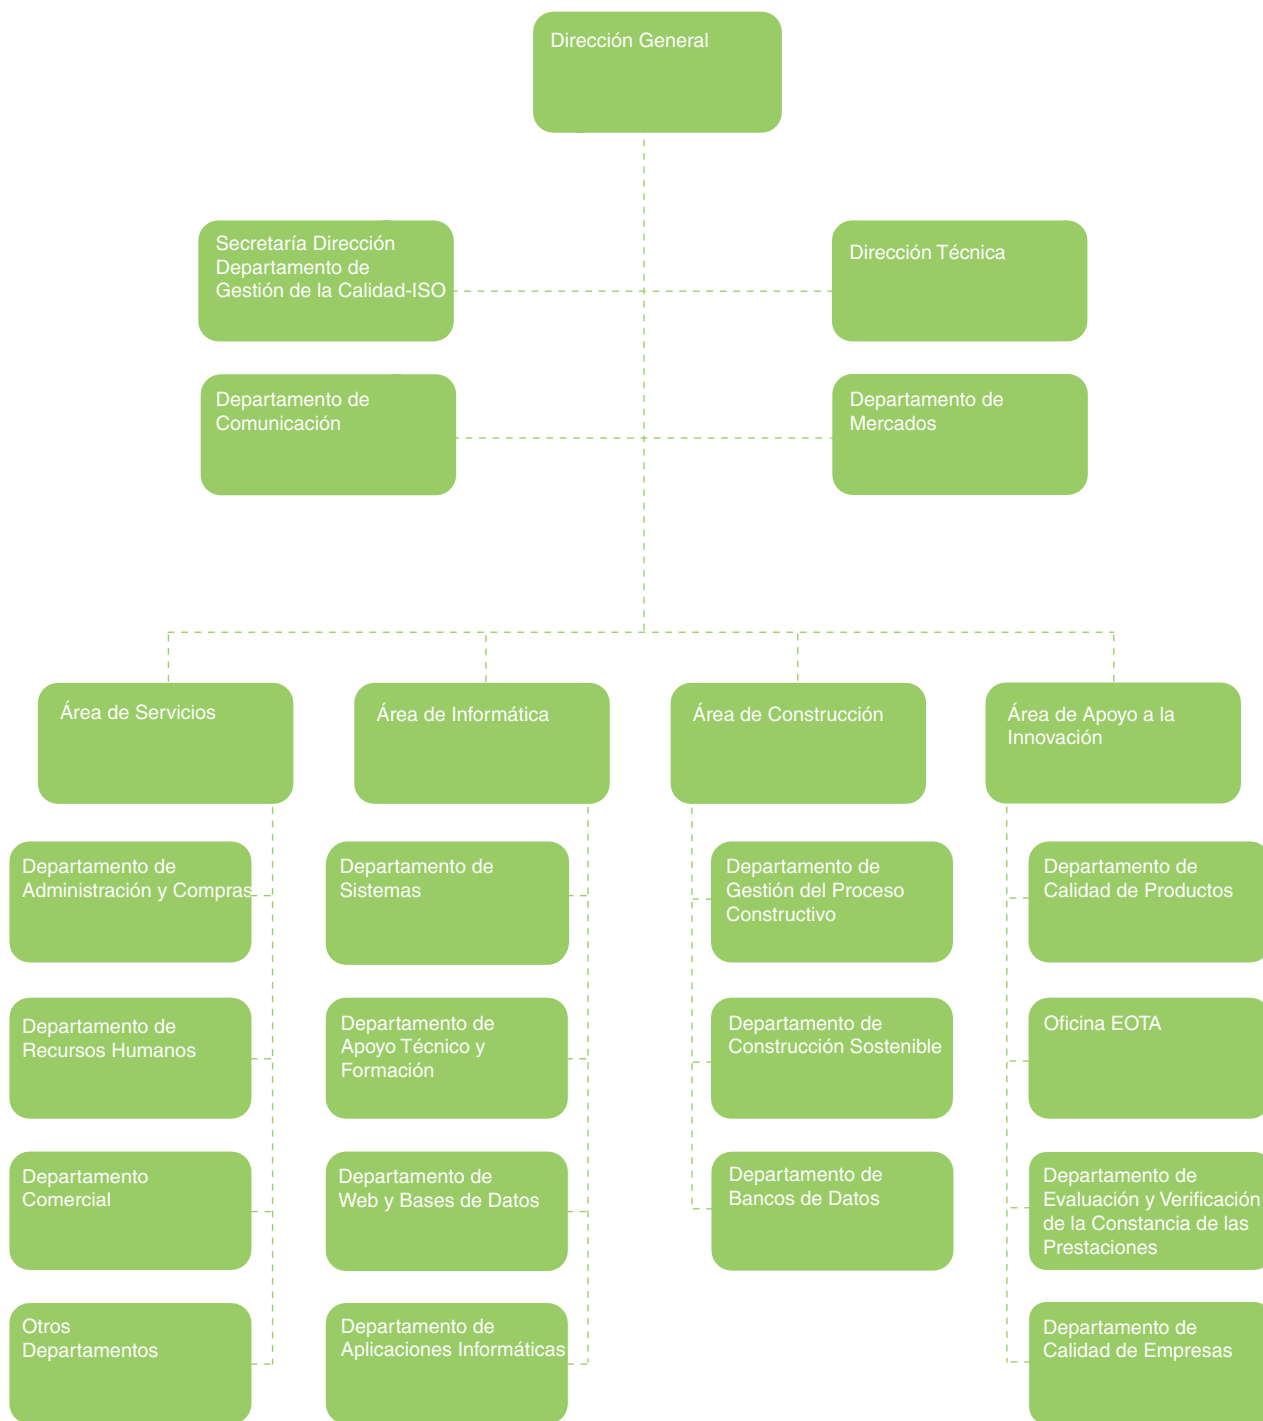 Dirección General
Secretaría Dirección
Departamento de
Gestión de la Calidad-ISO
Dirección Técnica
Departamento de
Comunicación
Departamento de
Mercados
Área de Servicios
Área de Informática
Área de Construcción
Área de Apoyo a la
Innovación
Departamento de
Administración y Compras
Departamento de
Sistemas
Departamento de
Gestión del Proceso
Constructivo
Departamento de
Calidad de Productos
Departamento de
Recursos Humanos
Departamento de
Apoyo Técnico y
Formación
Departamento de
Construcción Sostenible
Oficina EOTA
Departamento
Comercial
Departamento de
Web y Bases de Datos
Departamento de
Bancos de Datos
Departamento de
Evaluación y Verificación
de la Constancia de las
Prestaciones
Otros
Departamentos
Departamento de
Aplicaciones Informáticas
Departamento de
Calidad de Empresas